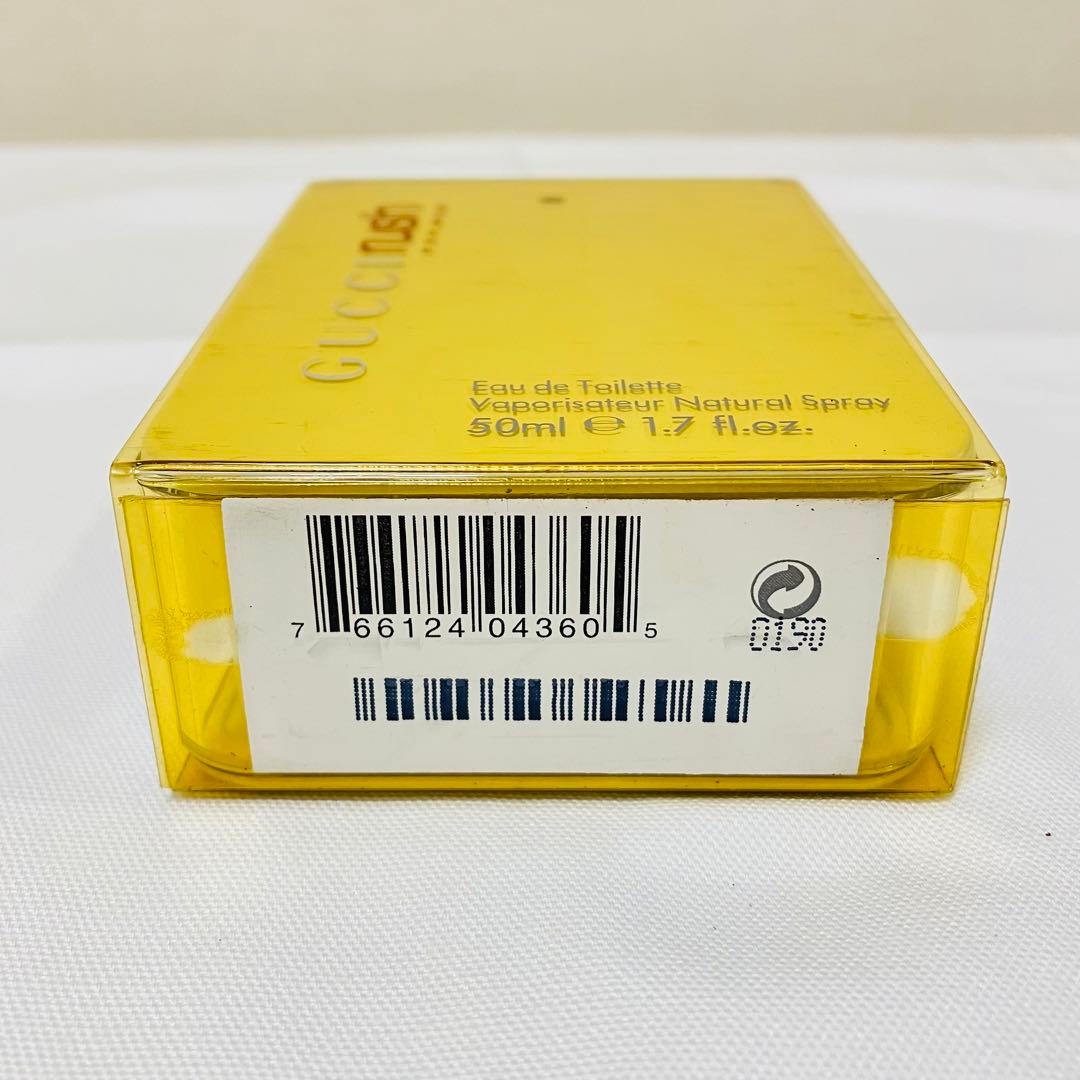 GUCCI rush
Eau de Toilette
Vaporisateur Natural Spray
50ml ℮ 1.7 fl.oz.
7 66124 04360 5
0190